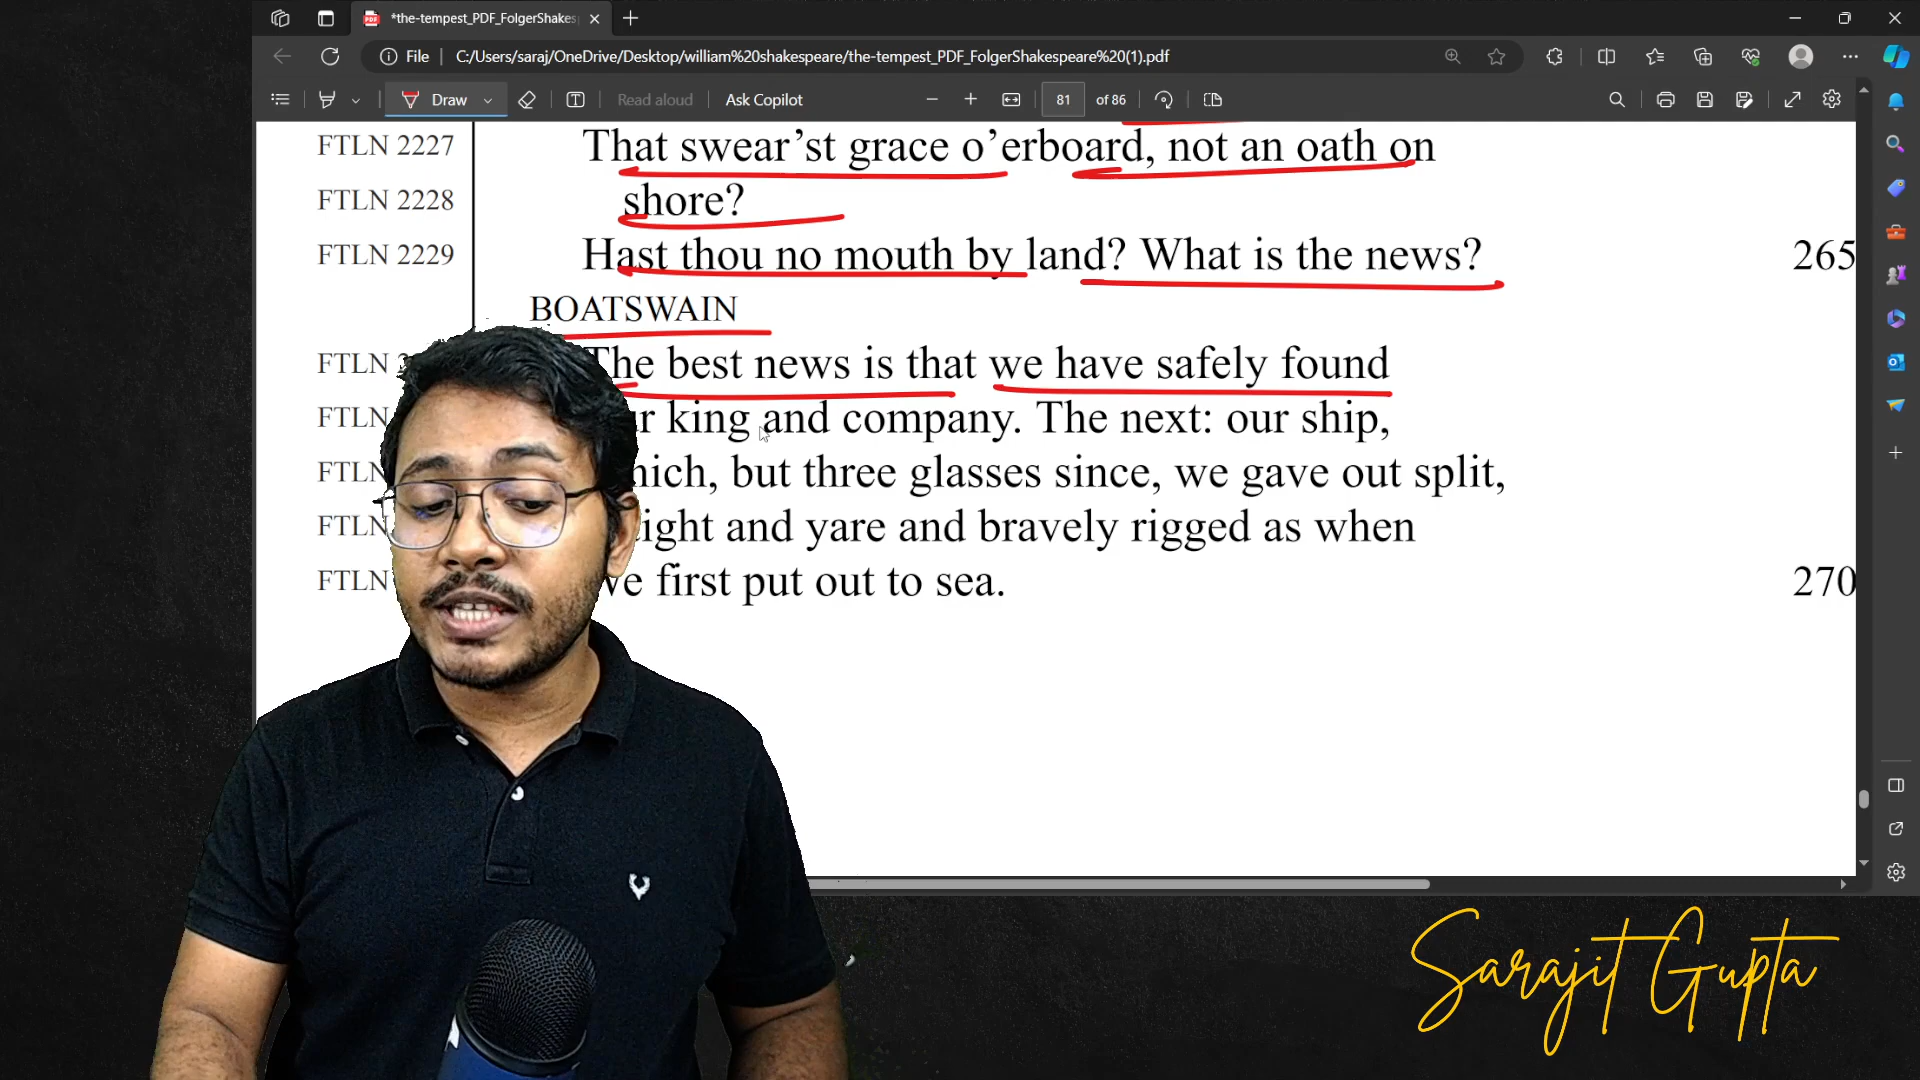 *the-tempest_PDF_FolgerShakes
File C:/Users/saraj/OneDrive/Desktop/william%20shakespeare/the-tempest_PDF_FolgerShakespeare%20(1).pdf
Draw Read aloud Ask Copilot 81 of 86
FTLN 2227 That swear’st grace o’erboard, not an oath on
FTLN 2228 shore?
FTLN 2229 Hast thou no mouth by land? What is the news? 265
BOATSWAIN
FTLN The best news is that we have safely found
FTLN king and company. The next: our ship,
FTLN but three glasses since, we gave out split,
FTLN and yare and bravely rigged as when
FTLN We first put out to sea. 270
Sarajit Gupta